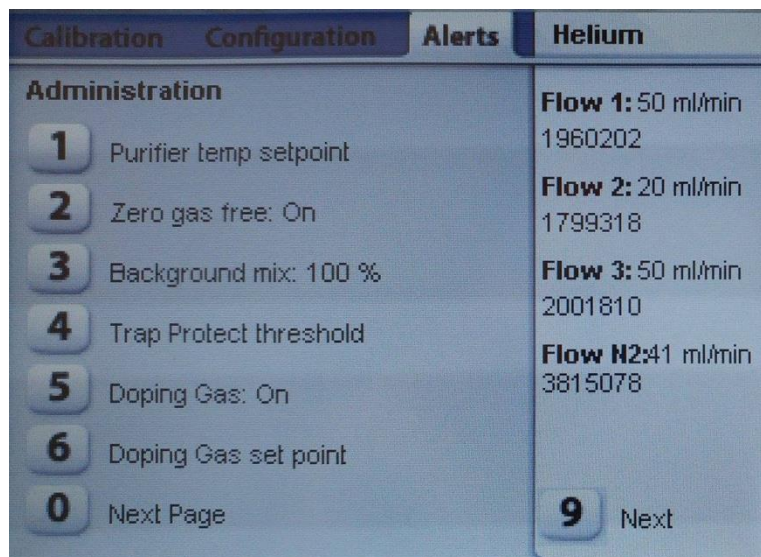 Calibration Configuration Alerts Helium
Administration
1 Purifier temp setpoint
2 Zero gas free: On
3 Background mix: 100 %
4 Trap Protect threshold
5 Doping Gas: On
6 Doping Gas set point
0 Next Page
Flow 1: 50 ml/min
1960202
Flow 2: 20 ml/min
1799318
Flow 3: 50 ml/min
2001810
Flow N2:41 ml/min
3815078
9 Next